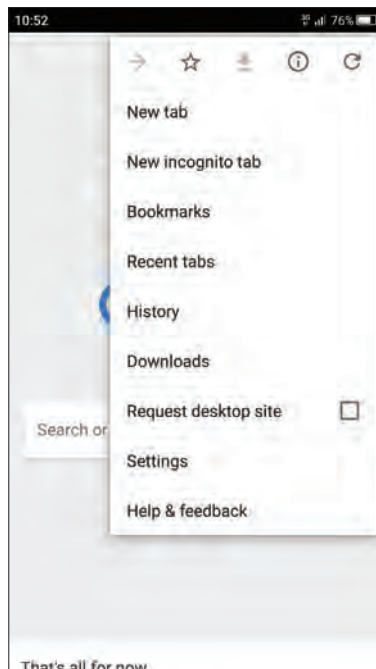 10:52 3G 76%
New tab
New incognito tab
Bookmarks
Recent tabs
History
Downloads
Request desktop site
Search or
Settings
Help & feedback
That's all for now